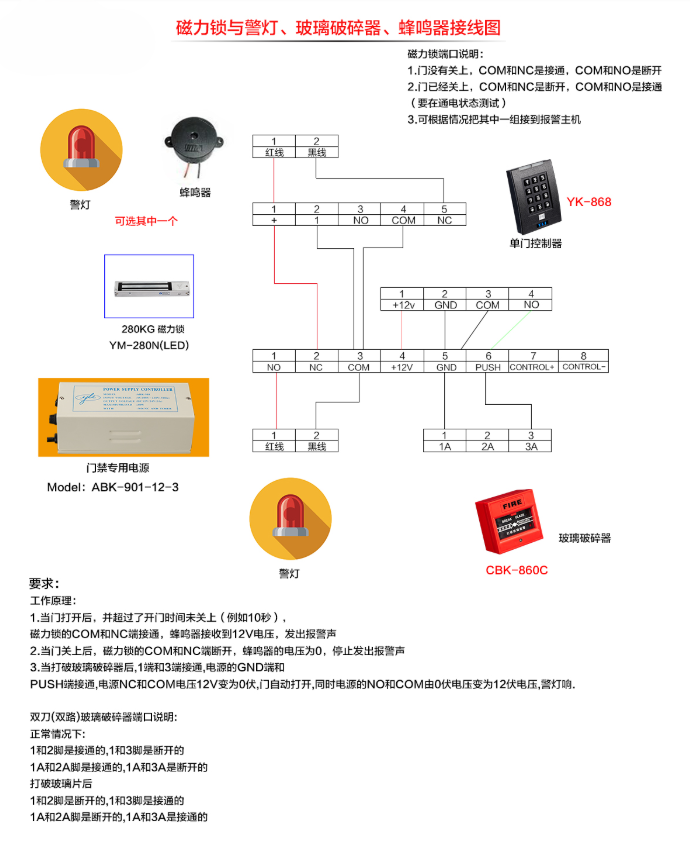 磁力锁与警灯、玻璃破碎器、蜂鸣器接线图
磁力锁端口说明：
1.门没有关上，COM和NC是接通，COM和NO是断开
2.门已经关上，COM和NC是断开，COM和NO是接通
（要在通电状态测试）
3.可根据情况把其中一组接到报警主机
警灯
蜂鸣器
可选其中一个
1 2
红线 黑线
1 2 3 4 5
+ 1 NO COM NC
YK-868
单门控制器
280KG 磁力锁
YM-280N(LED)
1 2 3 4
+12v GND COM NO
1 2 3 4 5 6 7 8
NO NC COM +12V GND PUSH CONTROL+ CONTROL-
POWER SUPPLY CONTROLLER
门禁专用电源
Model：ABK-901-12-3
1 2
红线 黑线
1 2 3
1A 2A 3A
警灯
FIRE
玻璃破碎器
CBK-860C
要求：
工作原理：
1.当门打开后，并超过了开门时间未关上（例如10秒），
磁力锁的COM和NC端接通，蜂鸣器接收到12V电压，发出报警声
2.当门关上后，磁力锁的COM和NC端断开，蜂鸣器的电压为0，停止发出报警声
3.当打破玻璃破碎器后,1端和3端接通,电源的GND端和
PUSH端接通,电源NC和COM电压12V变为0伏,门自动打开,同时电源的NO和COM由0伏电压变为12伏电压,警灯响.
双刀(双路)玻璃破碎器端口说明:
正常情况下:
1和2脚是接通的,1和3脚是断开的
1A和2A脚是接通的,1A和3A是断开的
打破玻璃片后
1和2脚是断开的,1和3脚是接通的
1A和2A脚是断开的,1A和3A是接通的